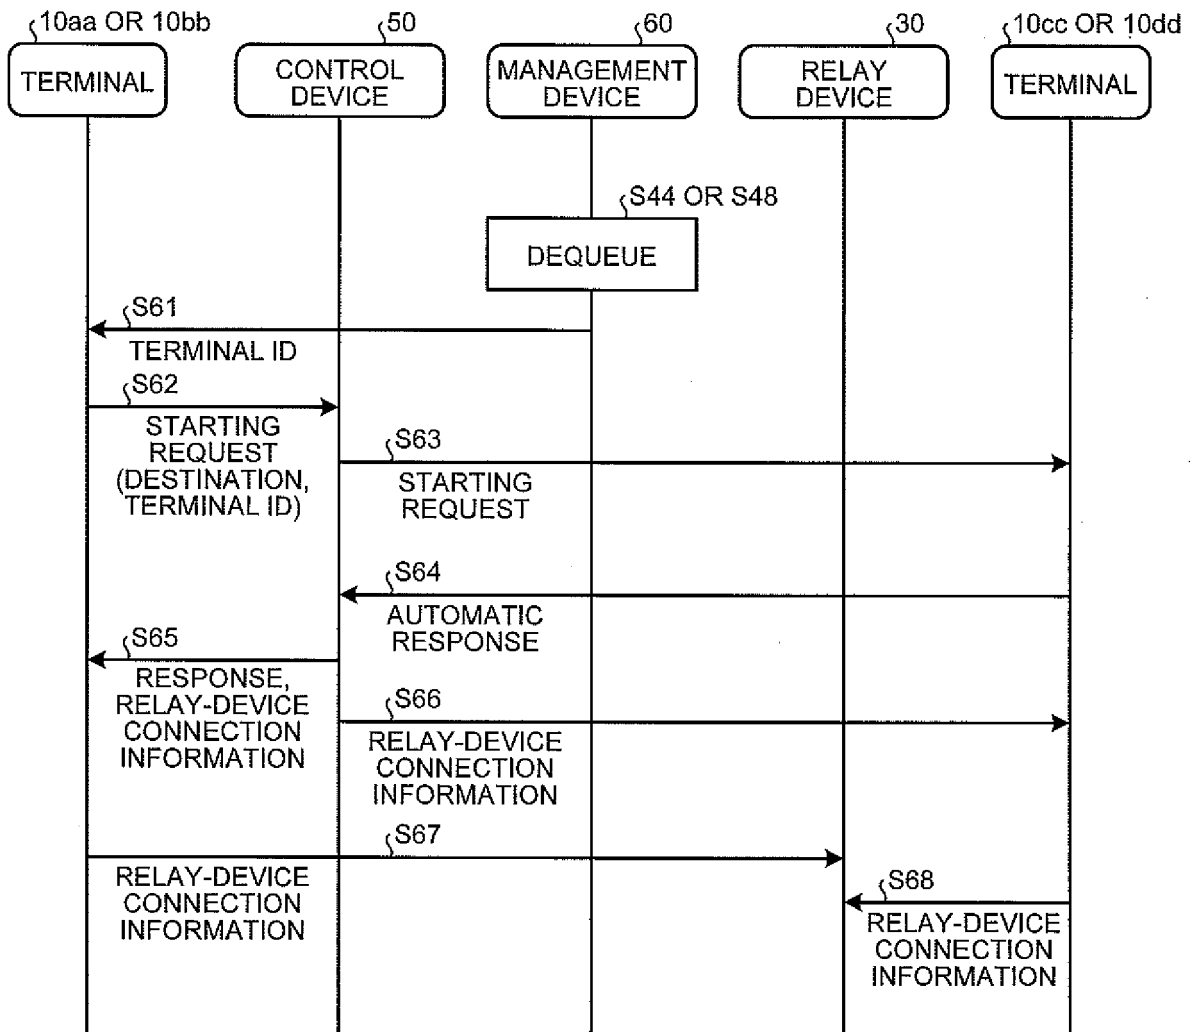 10aa OR 10bb
50
60
30
10cc OR 10dd
TERMINAL
CONTROL
DEVICE
MANAGEMENT
DEVICE
RELAY
DEVICE
TERMINAL
S44 OR S48
DEQUEUE
S61
TERMINAL ID
S62
STARTING
REQUEST
(DESTINATION,
TERMINAL ID)
S63
STARTING
REQUEST
S64
AUTOMATIC
RESPONSE
S65
RESPONSE,
RELAY-DEVICE
CONNECTION
INFORMATION
S66
RELAY-DEVICE
CONNECTION
INFORMATION
S67
RELAY-DEVICE
CONNECTION
INFORMATION
S68
RELAY-DEVICE
CONNECTION
INFORMATION